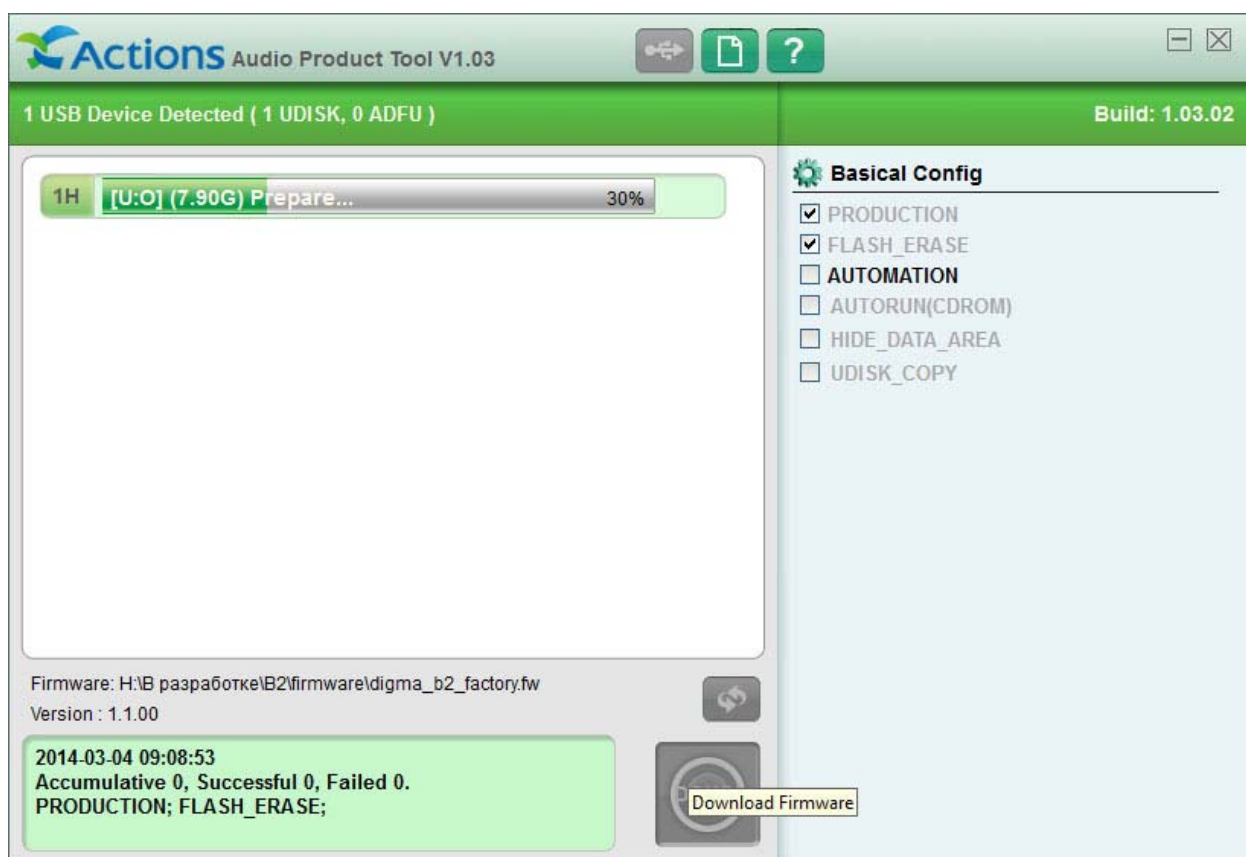 Actions Audio Product Tool V1.03
?
1 USB Device Detected ( 1 UDISK, 0 ADFU )
Build: 1.03.02
1H [U:O] (7.90G) Prepare... 30%
Basical Config
PRODUCTION
FLASH_ERASE
AUTOMATION
AUTORUN(CDROM)
HIDE_DATA_AREA
UDISK_COPY
Firmware: H:\В разработке\B2\firmware\digma_b2_factory.fw
Version : 1.1.00
2014-03-04 09:08:53
Accumulative 0, Successful 0, Failed 0.
PRODUCTION; FLASH_ERASE;
Download Firmware